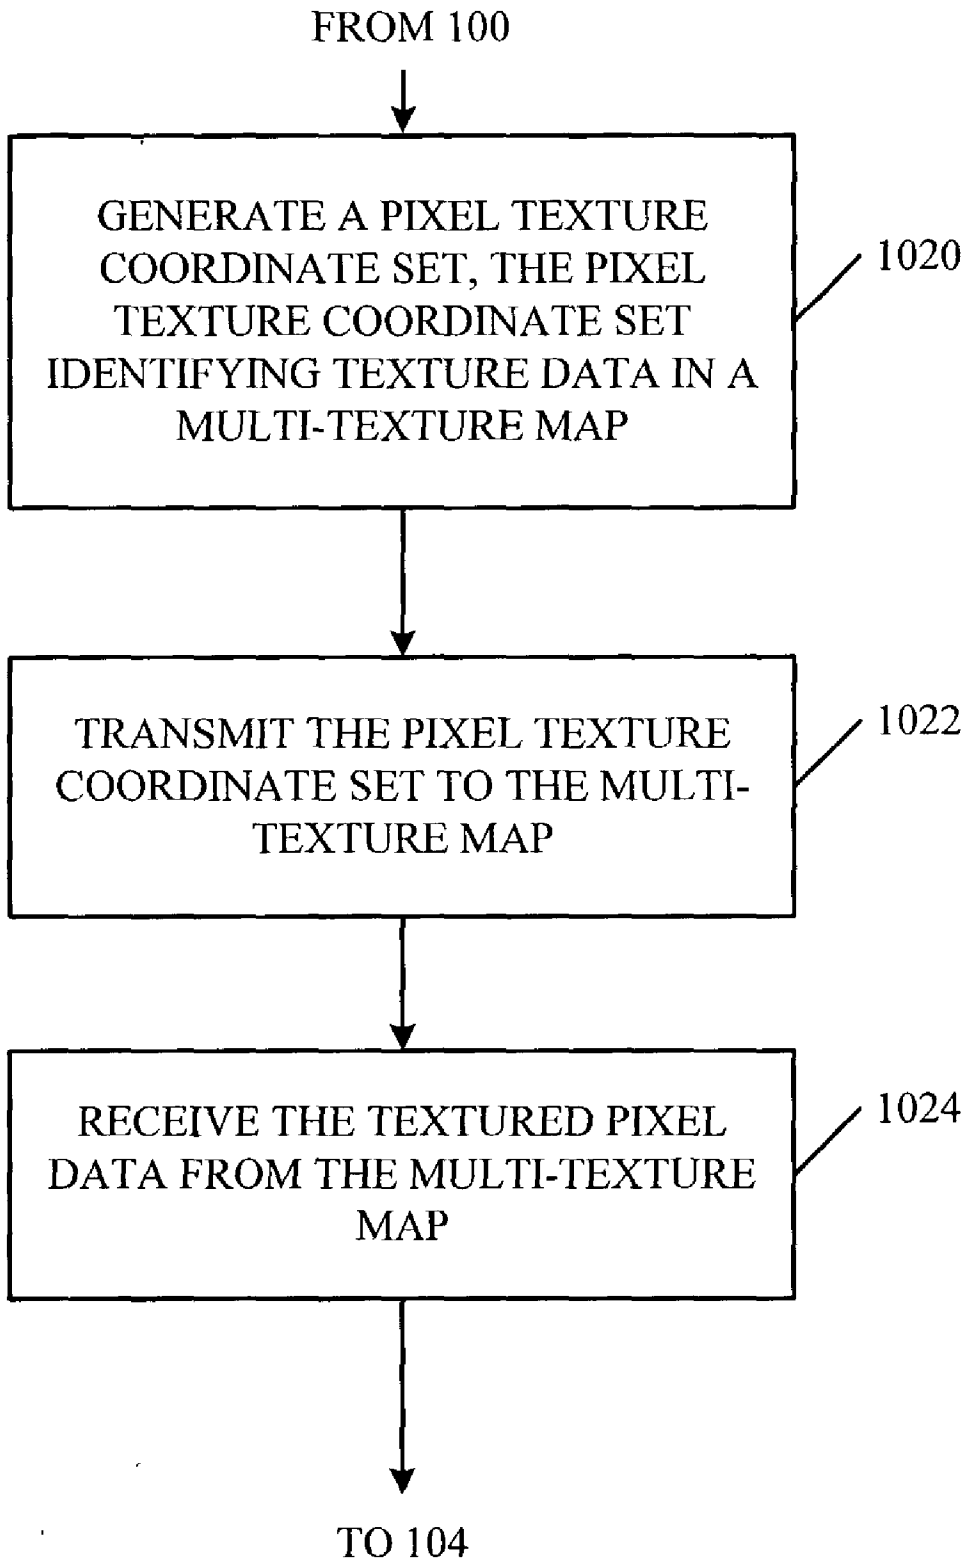 FROM 100
GENERATE A PIXEL TEXTURE
COORDINATE SET, THE PIXEL
TEXTURE COORDINATE SET
IDENTIFYING TEXTURE DATA IN A
MULTI-TEXTURE MAP
1020
TRANSMIT THE PIXEL TEXTURE
COORDINATE SET TO THE MULTI-
TEXTURE MAP
1022
RECEIVE THE TEXTURED PIXEL
DATA FROM THE MULTI-TEXTURE
MAP
1024
TO 104